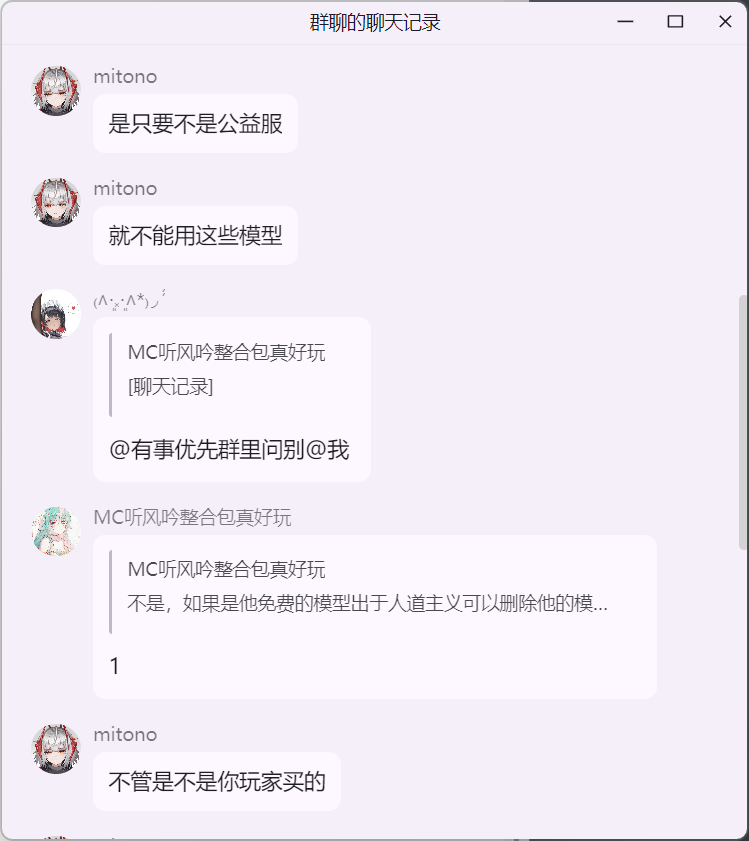 群聊的聊天记录
mitono
是只要不是公益服
mitono
就不能用这些模型
MC听风吟整合包真好玩
[聊天记录]
@有事优先群里问别@我
MC听风吟整合包真好玩
MC听风吟整合包真好玩
不是，如果是他免费的模型出于人道主义可以删除他的模...
1
mitono
不管是不是你玩家买的